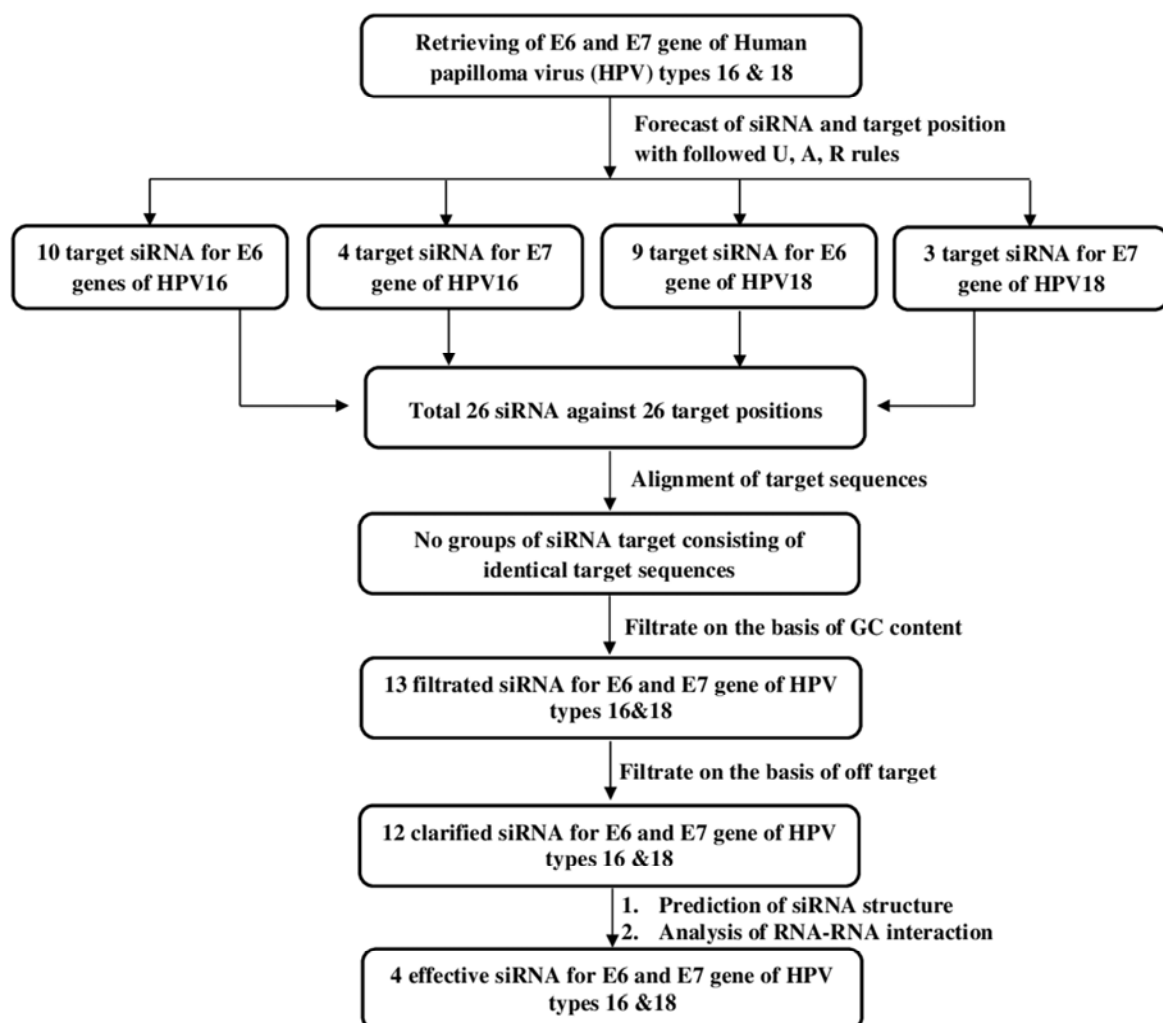 Retrieving of E6 and E7 gene of Human
papilloma virus (HPV) types 16 & 18
Forecast of siRNA and target position
with followed U, A, R rules
10 target siRNA for E6
genes of HPV16
4 target siRNA for E7
gene of HPV16
9 target siRNA for E6
gene of HPV18
3 target siRNA for E7
gene of HPV18
Total 26 siRNA against 26 target positions
Alignment of target sequences
No groups of siRNA target consisting of
identical target sequences
Filtrate on the basis of GC content
13 filtrated siRNA for E6 and E7 gene of HPV
types 16&18
Filtrate on the basis of off target
12 clarified siRNA for E6 and E7 gene of HPV
types 16 &18
1. Prediction of siRNA structure
2. Analysis of RNA-RNA interaction
4 effective siRNA for E6 and E7 gene of HPV
types 16 &18